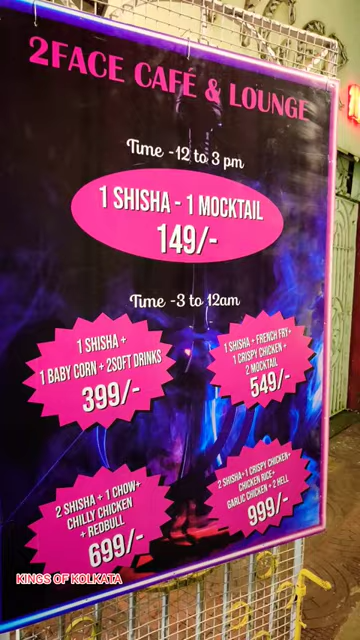 2FACE CAFÉ & LOUNGE
Time -12 to 3 pm
1 SHISHA - 1 MOCKTAIL
149/-
Time -3 to 12am
1 SHISHA +
1 BABY CORN + 2SOFT DRINKS
399/-
1 SHISHA + FRENCH FRY+
1 CRISPY CHICKEN +
2 MOCKTAIL
549/-
2 SHISHA + 1 CHOW+
CHILLY CHICKEN
+ REDBULL
699/-
2 SHISHA+1 CRISPY CHICKEN+
CHICKEN RICE+
GARLIC CHICKEN + 2 HELL
999/-
KINGS OF KOLKATA